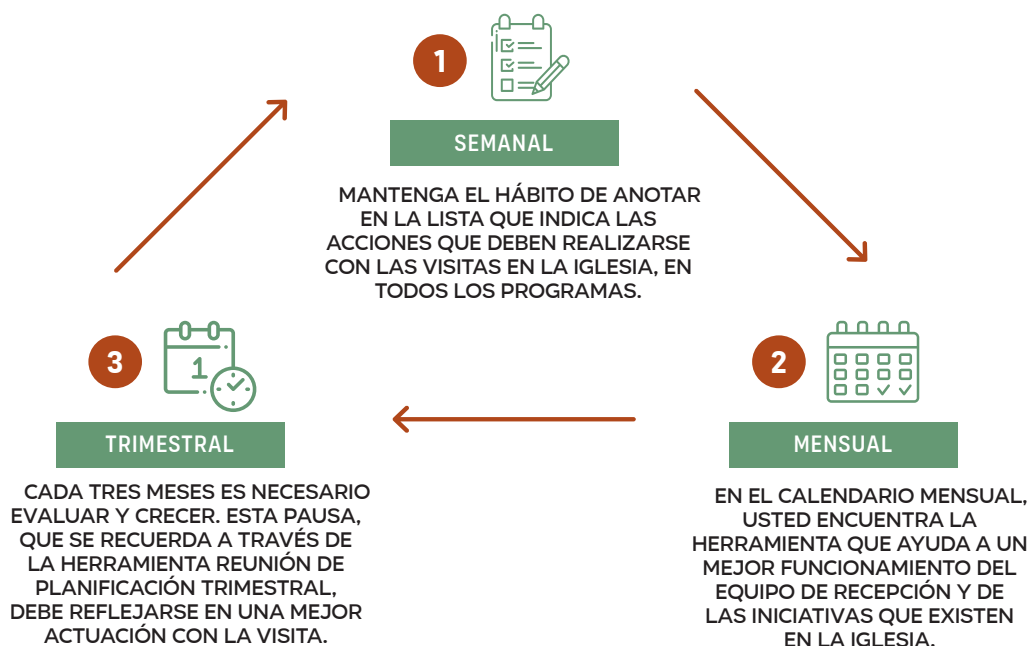 1
SEMANAL
MANTENGA EL HÁBITO DE ANOTAR
EN LA LISTA QUE INDICA LAS
ACCIONES QUE DEBEN REALIZARSE
CON LAS VISITAS EN LA IGLESIA, EN
TODOS LOS PROGRAMAS.
2
MENSUAL
EN EL CALENDARIO MENSUAL,
USTED ENCUENTRA LA
HERRAMIENTA QUE AYUDA A UN
MEJOR FUNCIONAMIENTO DEL
EQUIPO DE RECEPCIÓN Y DE
LAS INICIATIVAS QUE EXISTEN
EN LA IGLESIA.
3
1
TRIMESTRAL
CADA TRES MESES ES NECESARIO
EVALUAR Y CRECER. ESTA PAUSA,
QUE SE RECUERDA A TRAVÉS DE
LA HERRAMIENTA REUNIÓN DE
PLANIFICACIÓN TRIMESTRAL,
DEBE REFLEJARSE EN UNA MEJOR
ACTUACIÓN CON LA VISITA.